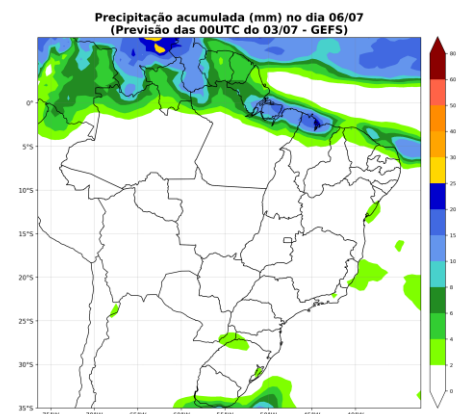 Precipitação acumulada (mm) no dia 06/07
(Previsão das 00UTC do 03/07 - GEFS)
0°
5°S
10°S
15°S
20°S
25°S
30°S
35°S
80
60
50
40
30
25
20
15
10
8
6
4
2
0